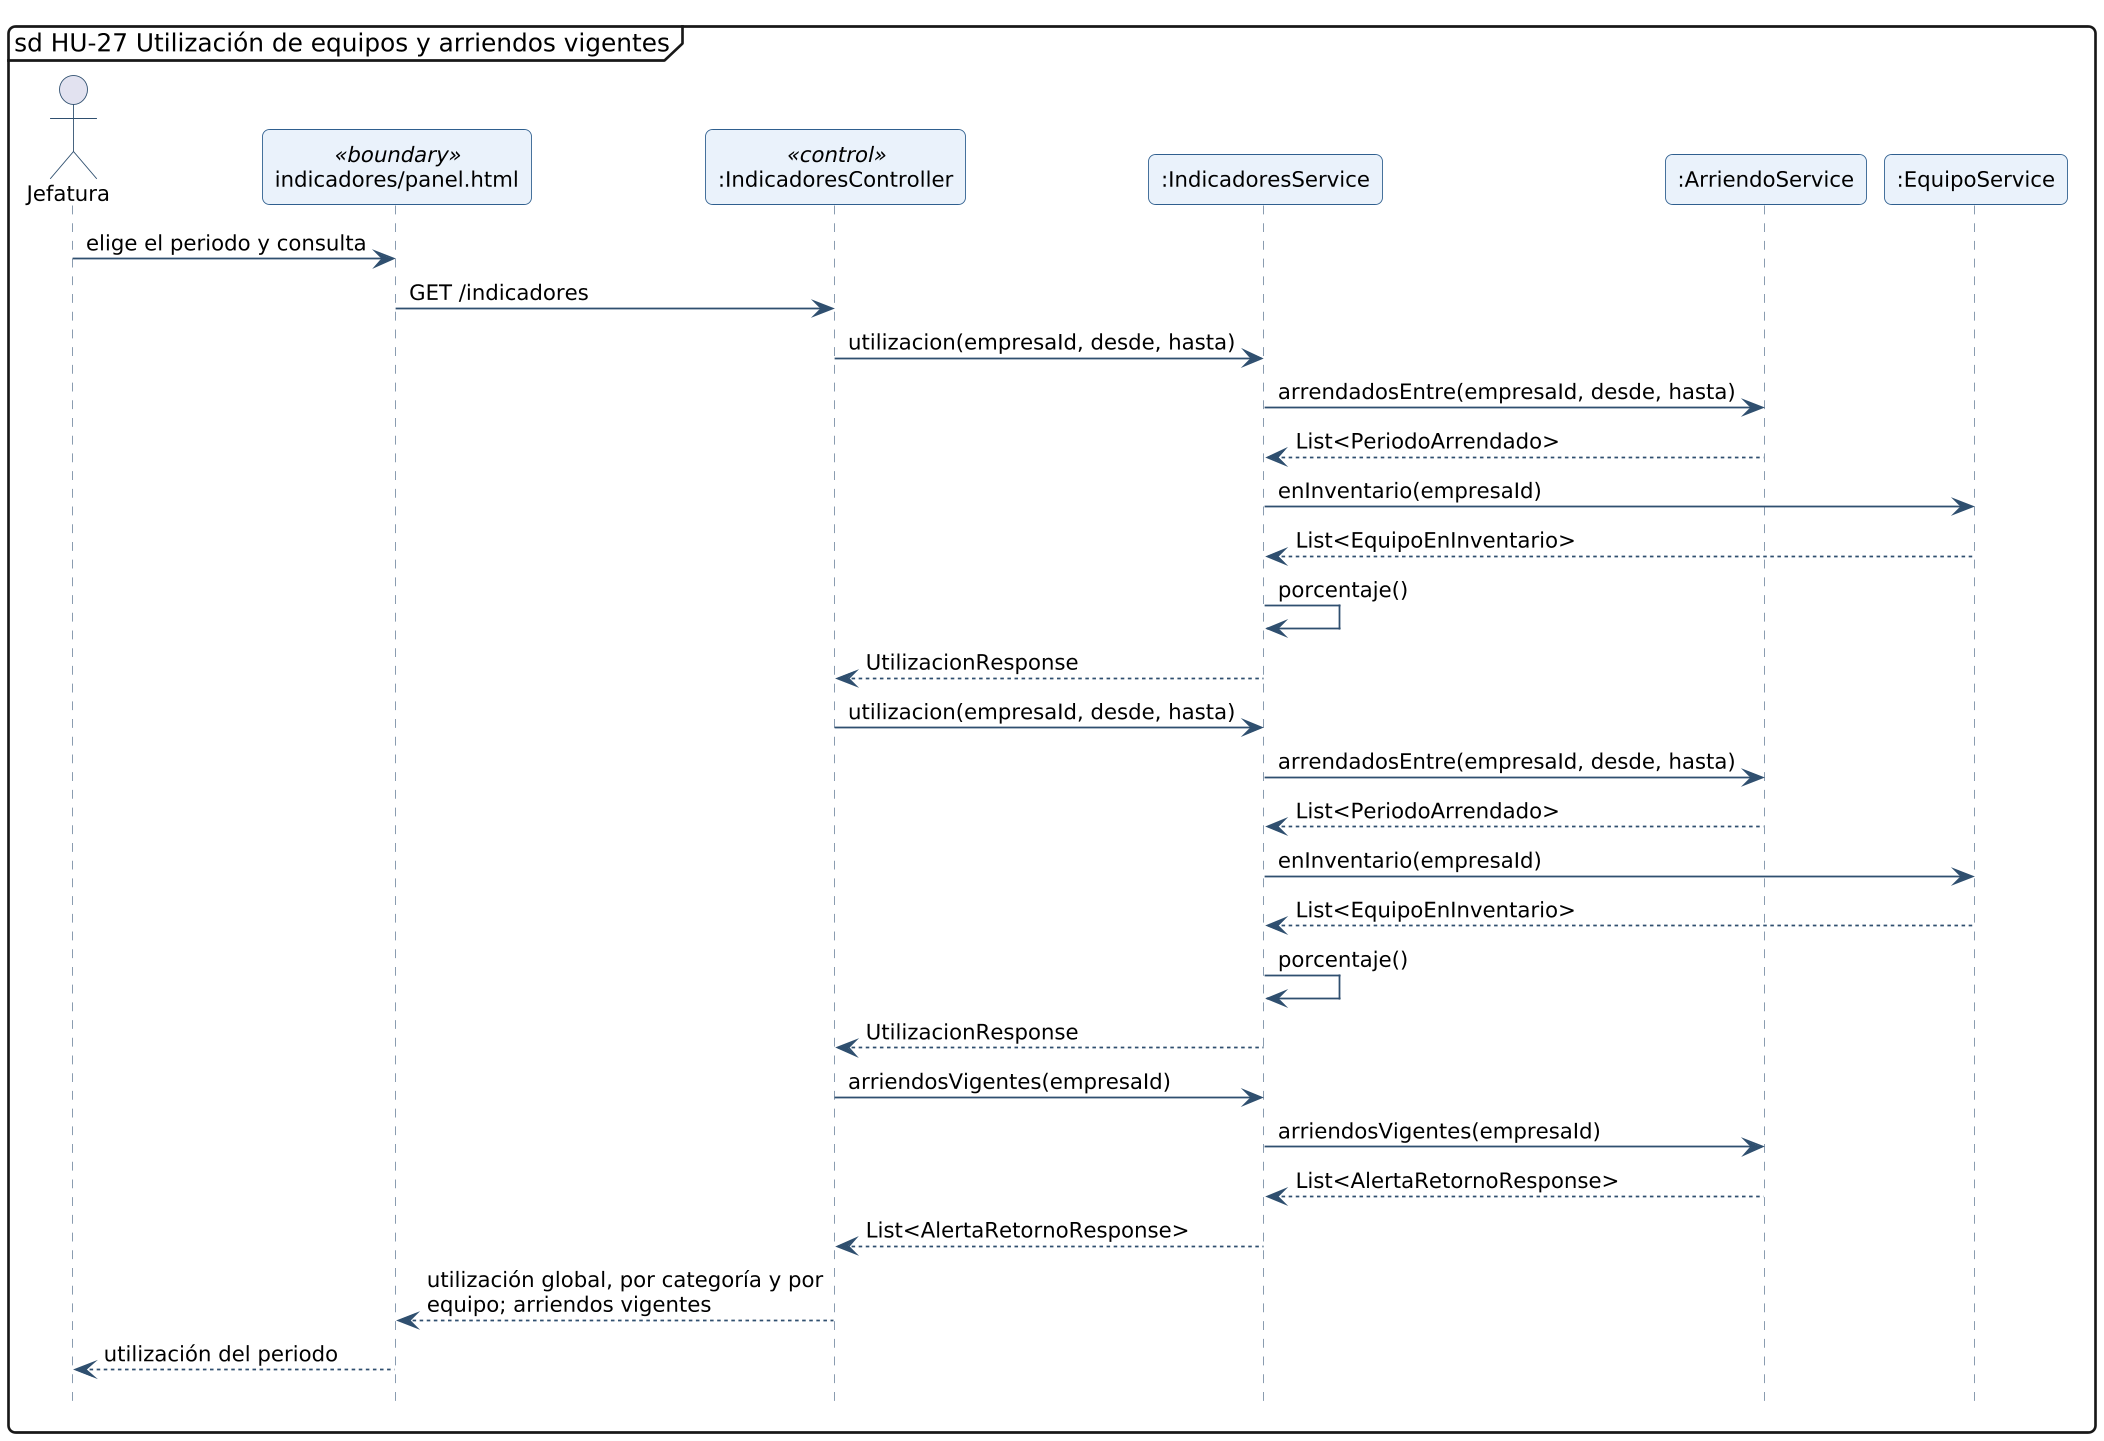 sd HU-27 Utilización de equipos y arriendos vigentes
Jefatura
«boundary»
indicadores/panel.html
«control»
:IndicadoresController
:IndicadoresService
:ArriendoService
:EquipoService
elige el periodo y consulta
GET /indicadores
utilizacion(empresaId, desde, hasta)
arrendadosEntre(empresaId, desde, hasta)
List<PeriodoArrendado>
enInventario(empresaId)
List<EquipoEnInventario>
porcentaje()
UtilizacionResponse
utilizacion(empresaId, desde, hasta)
arrendadosEntre(empresaId, desde, hasta)
List<PeriodoArrendado>
enInventario(empresaId)
List<EquipoEnInventario>
porcentaje()
UtilizacionResponse
arriendosVigentes(empresaId)
arriendosVigentes(empresaId)
List<AlertaRetornoResponse>
List<AlertaRetornoResponse>
utilización global, por categoría y por
equipo; arriendos vigentes
utilización del periodo